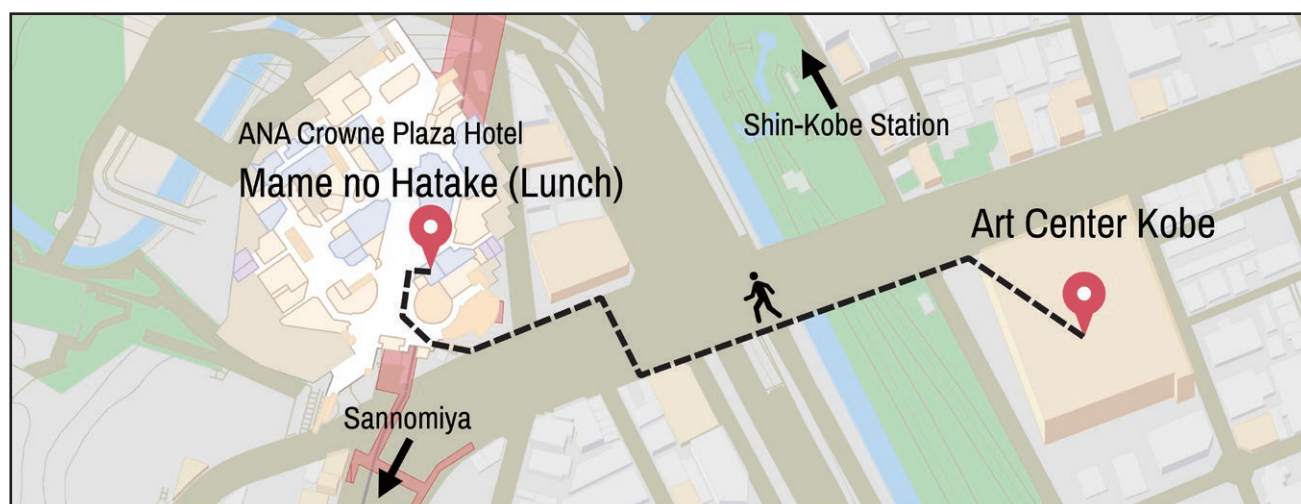 ANA Crowne Plaza Hotel
Mame no Hatake (Lunch)
Shin-Kobe Station
Art Center Kobe
Sannomiya